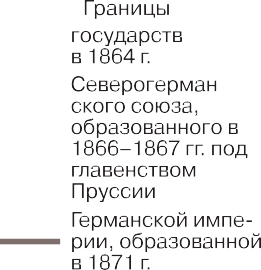 Границы
государств
в 1864 г.
Северогерман
ского союза,
образованного в
1866–1867 гг. под
главенством
Пруссии
Германской импе-
рии, образованной
в 1871 г.